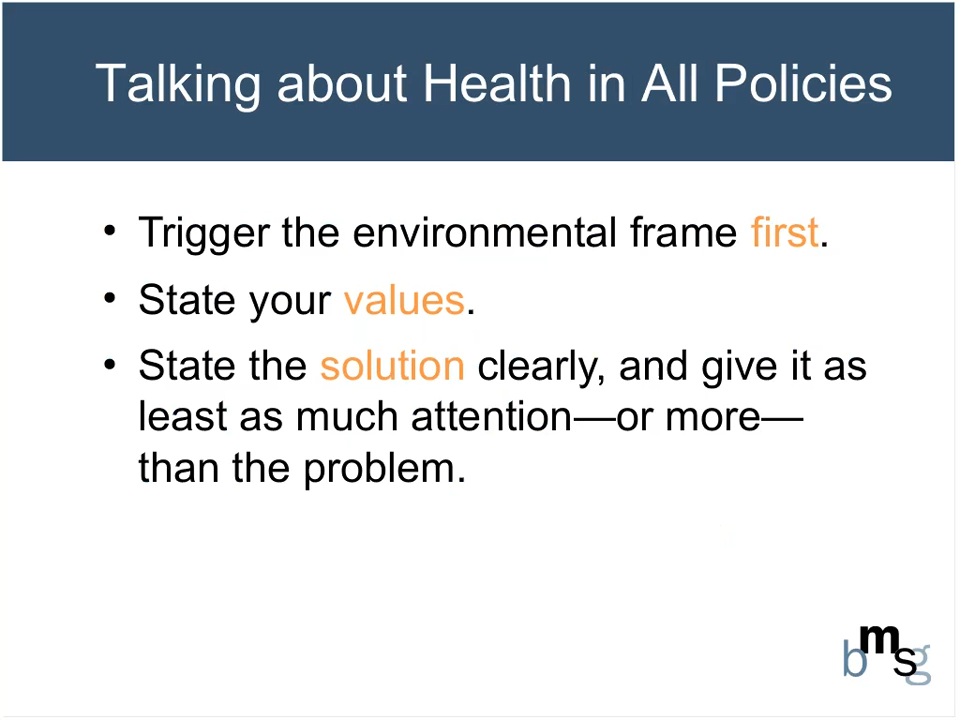 Talking about Health in All Policies
• Trigger the environmental frame first.
• State your values.
• State the solution clearly, and give it as
least as much attention—or more—
than the problem.
bmsg